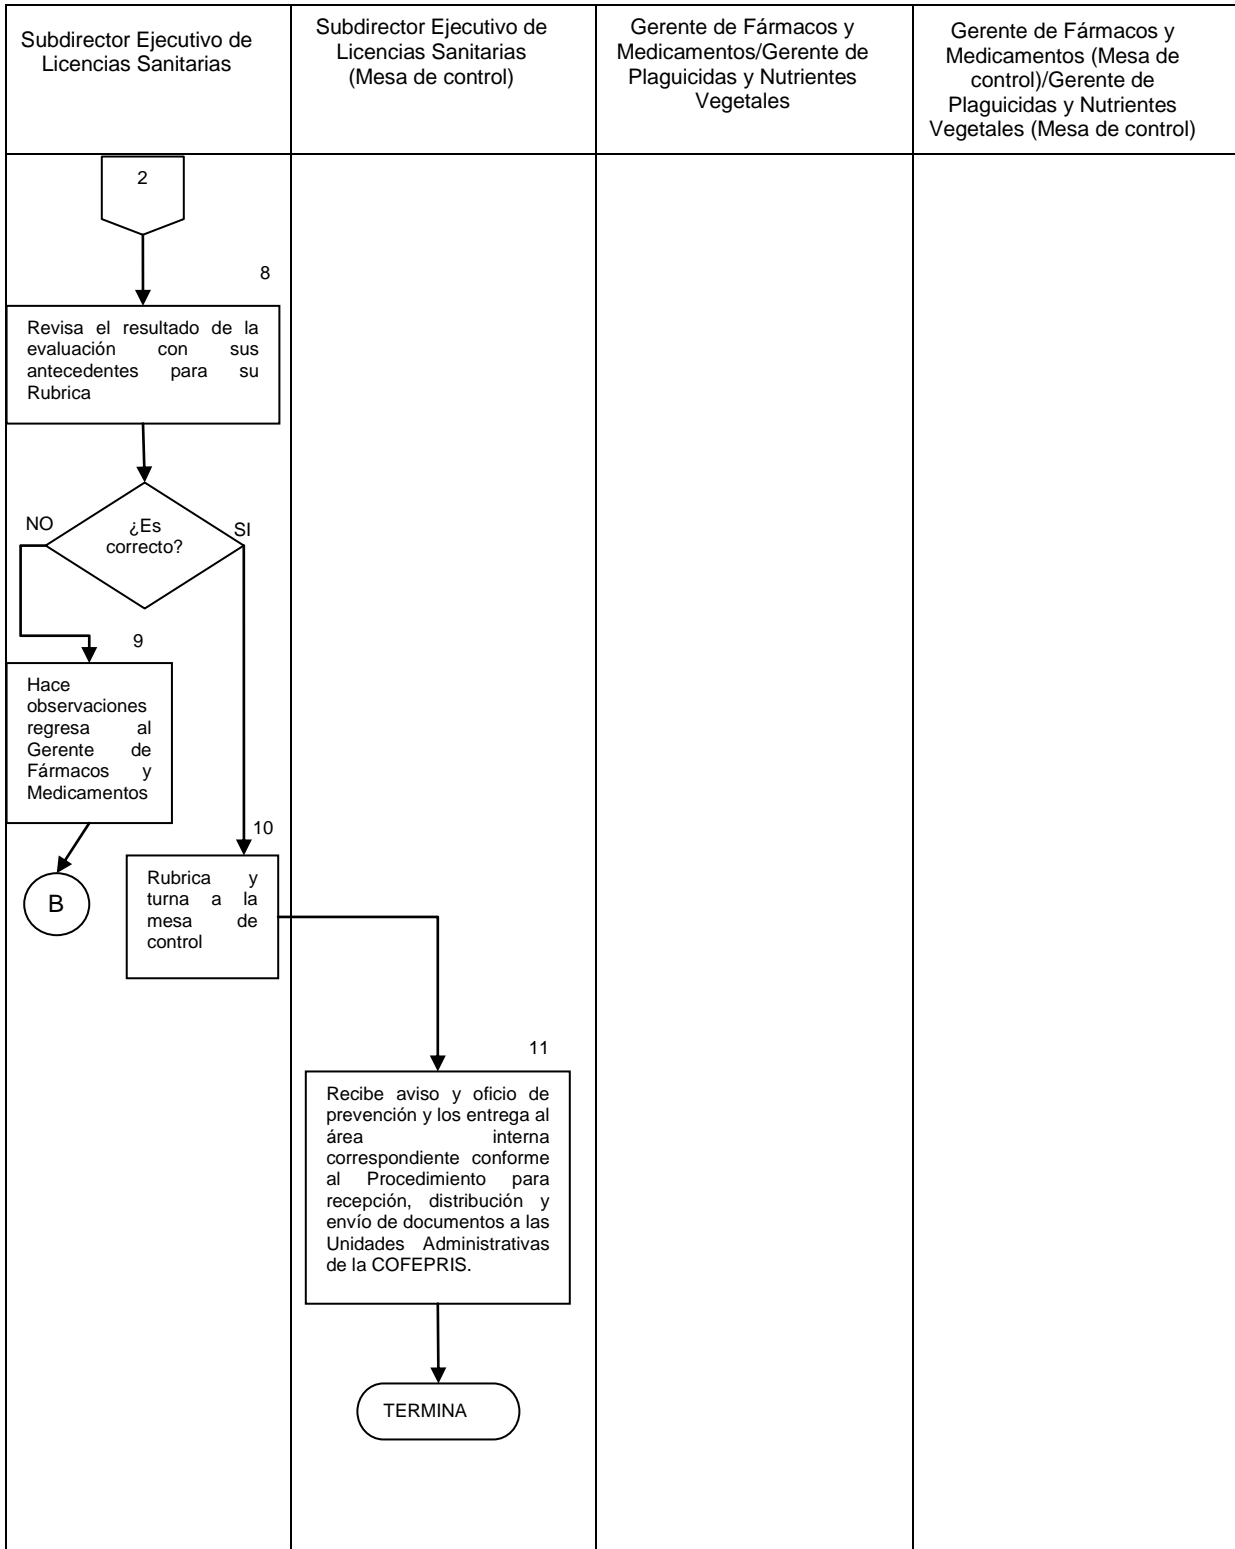 Subdirector Ejecutivo de
Licencias Sanitarias
Subdirector Ejecutivo de
Licencias Sanitarias
(Mesa de control)
Gerente de Fármacos y
Medicamentos/Gerente de
Plaguicidas y Nutrientes
Vegetales
Gerente de Fármacos y
Medicamentos (Mesa de
control)/Gerente de
Plaguicidas y Nutrientes
Vegetales (Mesa de control)
2
8
Revisa el resultado de la
evaluación con sus
antecedentes para su
Rubrica
¿Es
correcto?
NO
SI
9
Hace
observaciones
regresa al
Gerente de
Fármacos y
Medicamentos
B
10
Rubrica y
turna a la
mesa de
control
11
Recibe aviso y oficio de
prevención y los entrega al
área interna
correspondiente conforme
al Procedimiento para
recepción, distribución y
envío de documentos a las
Unidades Administrativas
de la COFEPRIS.
TERMINA